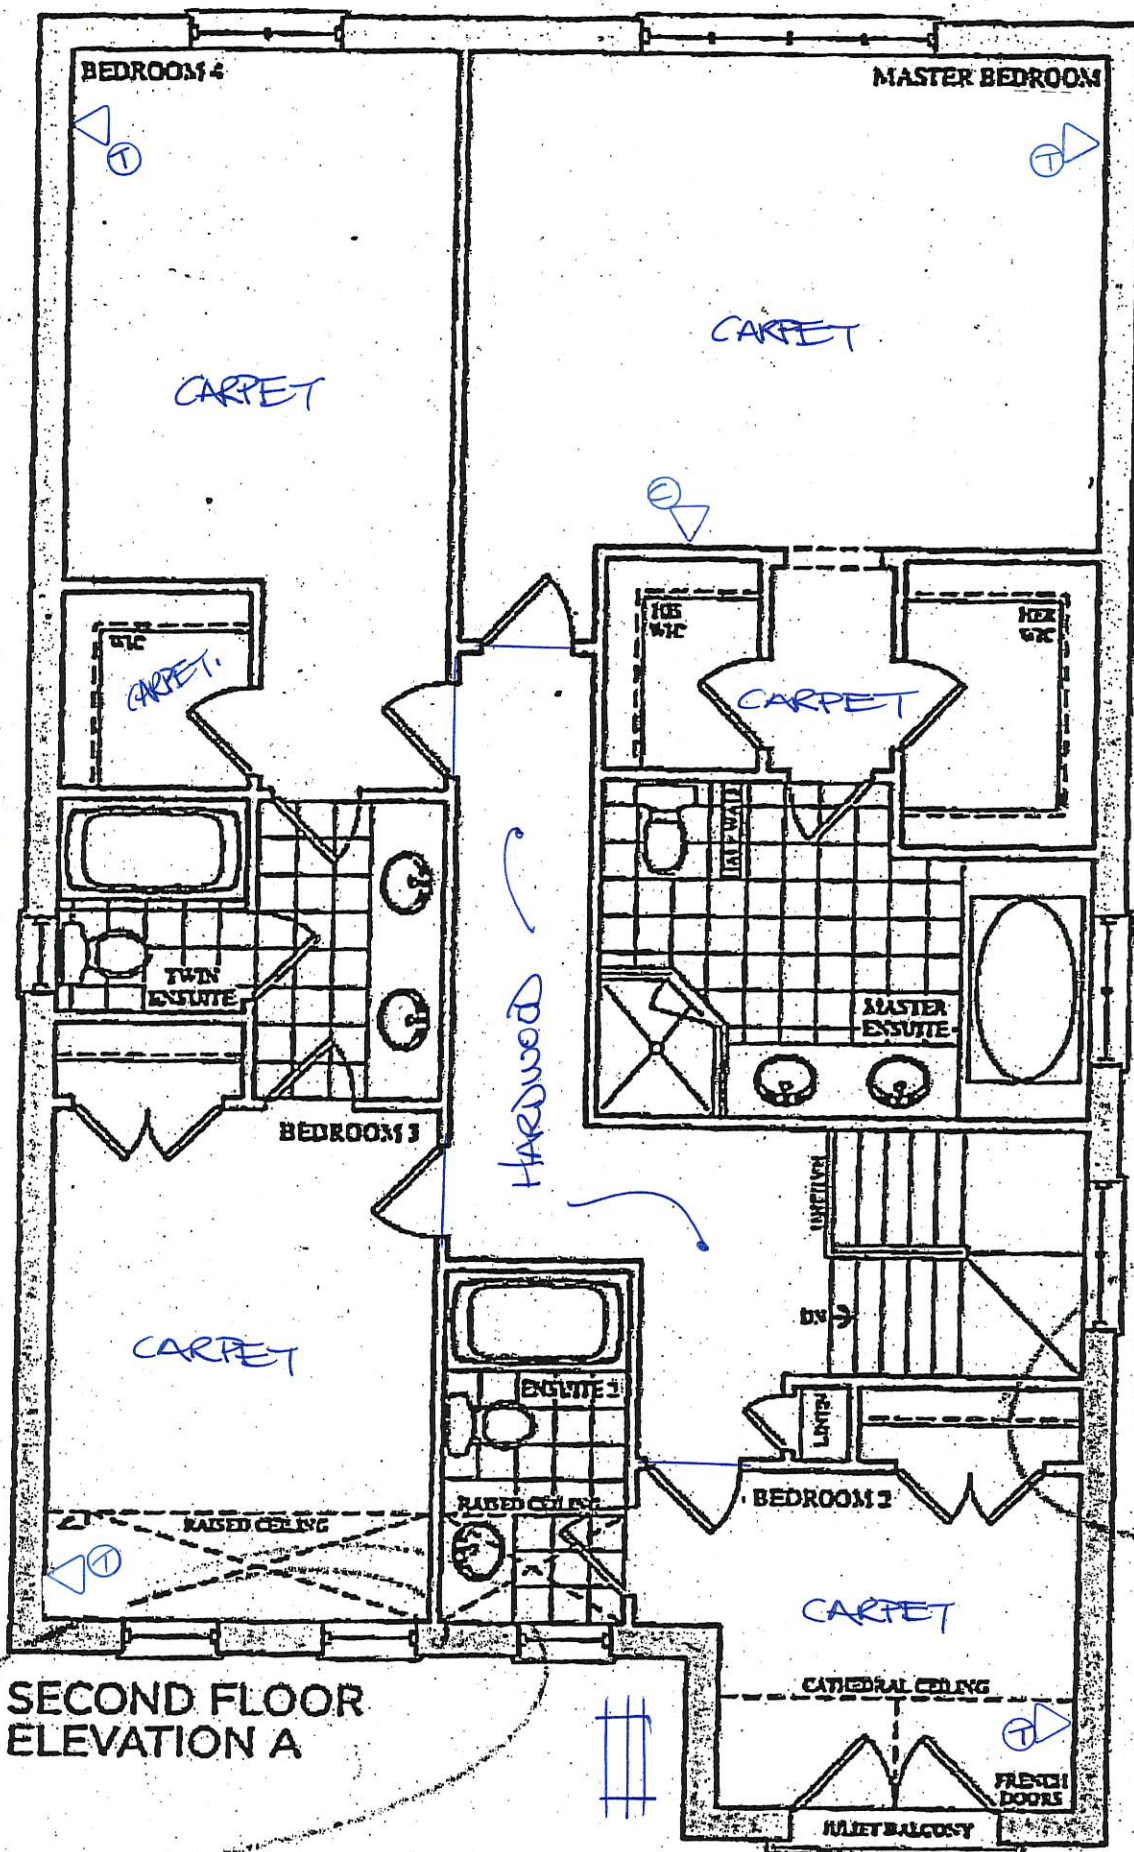 BEDROOM 4
MASTER BEDROOM
T
T
CARPET
CARPET
C
WIC
CARPET.
HIS
WIC
HER
WIC
CARPET
HALF WALL
TWIN
ENSUITE
HARDWOOD
MASTER
ENSUITE
BEDROOM 3
DN
CARPET
ENSUITE 2
LINEN
RAISED CEILING
RAISED CEILING
BEDROOM 2
T
CARPET
CATHEDRAL CEILING
T
FRENCH
DOORS
JULIET BALCONY
SECOND FLOOR
ELEVATION A